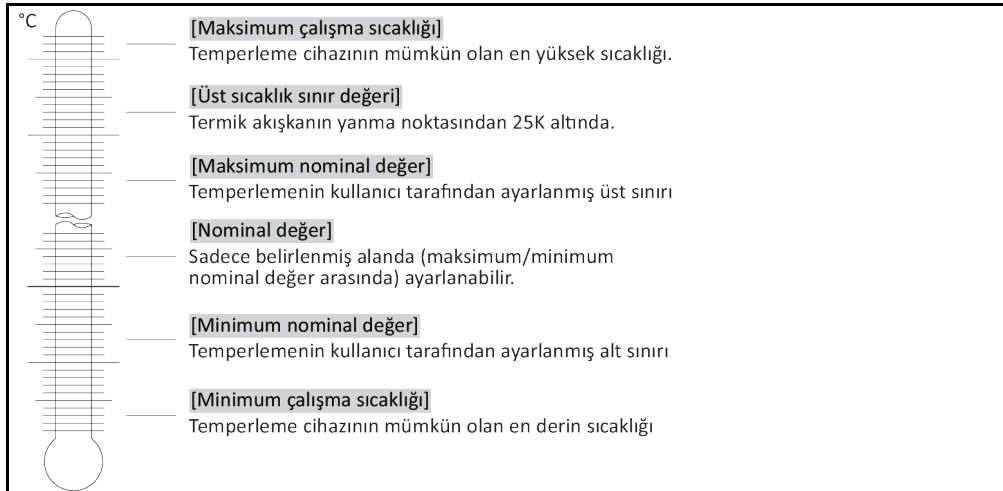 °C
[Maksimum çalışma sıcaklığı]
Temperleme cihazının mümkün olan en yüksek sıcaklığı.
[Üst sıcaklık sınır değeri]
Termik akışkanın yanma noktasından 25K altında.
[Maksimum nominal değer]
Temperlemenin kullanıcı tarafından ayarlanmış üst sınırı
[Nominal değer]
Sadece belirlenmiş alanda (maksimum/minimum
nominal değer arasında) ayarlanabilir.
[Minimum nominal değer]
Temperlemenin kullanıcı tarafından ayarlanmış alt sınırı
[Minimum çalışma sıcaklığı]
Temperleme cihazının mümkün olan en derin sıcaklığı